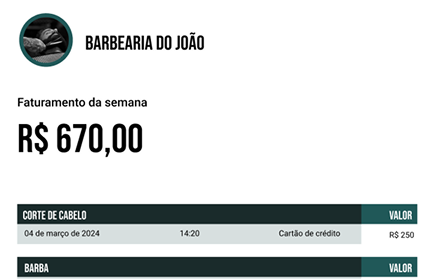 BARBEARIA DO JOÃO
Faturamento da semana
R$ 670,00
CORTE DE CABELO VALOR
04 de março de 2024 14:20 Cartão de crédito R$ 250
BARBA VALOR